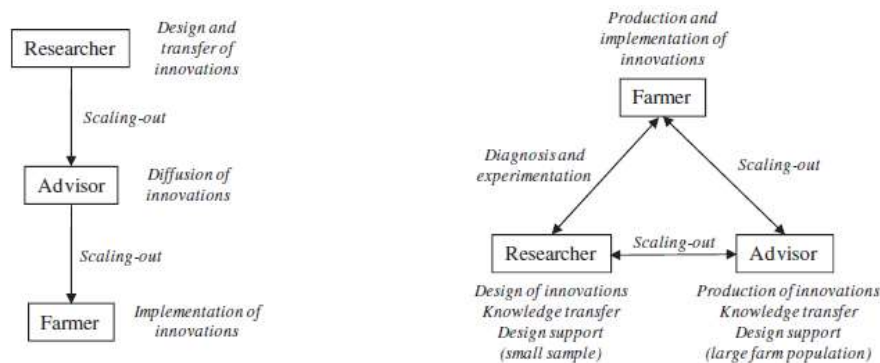 Design and
transfer of
innovations
Researcher
Scaling-out
Advisor
Diffusion of
innovations
Scaling-out
Farmer
Implementation of
innovations
Production and
implementation of
innovations
Farmer
Diagnosis and
experimentation
Scaling-out
Researcher
Scaling-out
Advisor
Design of innovations
Knowledge transfer
Design support
(small sample)
Production of innovations
Knowledge transfer
Design support
(large farm population)